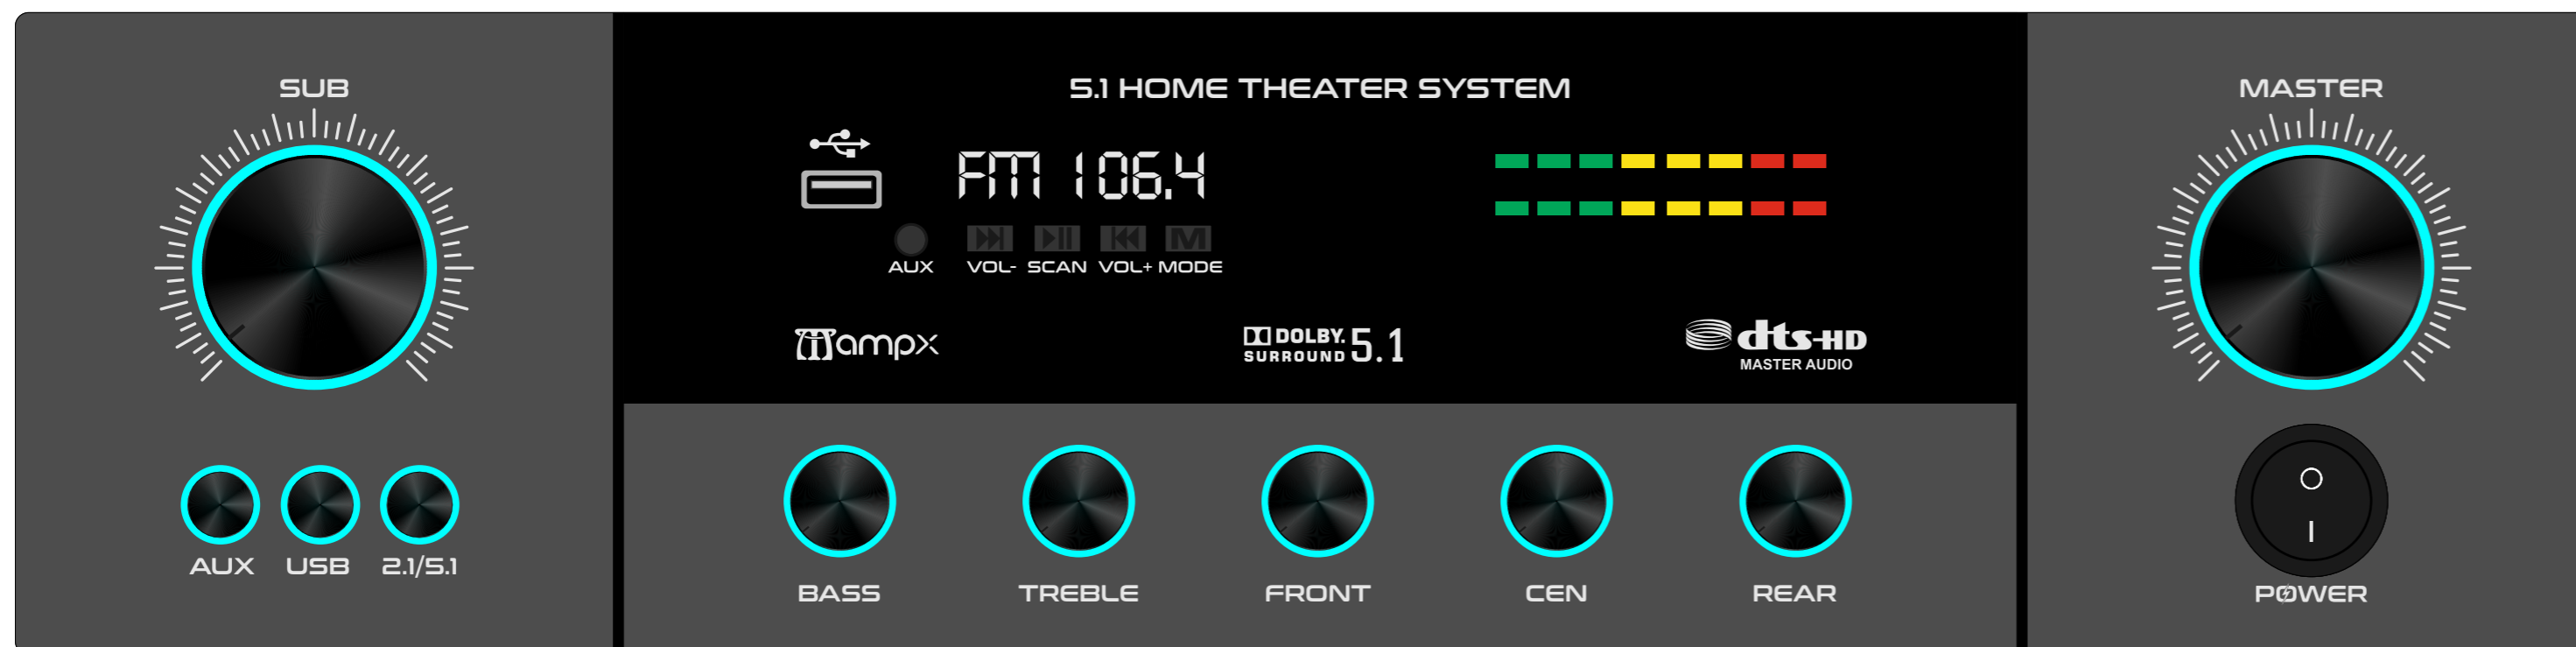 SUB
5.1 HOME THEATER SYSTEM
MASTER
FM 106.4
M
AUX VOL- SCAN VOL+ MODE
ampx
DOLBY.
SURROUND 5.1
dts-HD
MASTER AUDIO
AUX USB 2.1/5.1
BASS TREBLE FRONT CEN REAR
POWER